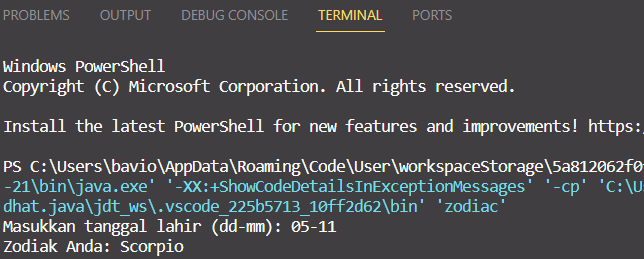 PROBLEMS OUTPUT DEBUG CONSOLE TERMINAL PORTS
Windows PowerShell
Copyright (C) Microsoft Corporation. All rights reserved.
Install the latest PowerShell for new features and improvements! https:/
PS C:\Users\bavio\AppData\Roaming\Code\User\workspaceStorage\5a812062f0
-21\bin\java.exe' '-XX:+ShowCodeDetailsInExceptionMessages' '-cp' 'C:\U
dhat.java\jdt_ws\.vscode_225b5713_10ff2d62\bin' 'zodiac'
Masukkan tanggal lahir (dd-mm): 05-11
Zodiak Anda: Scorpio